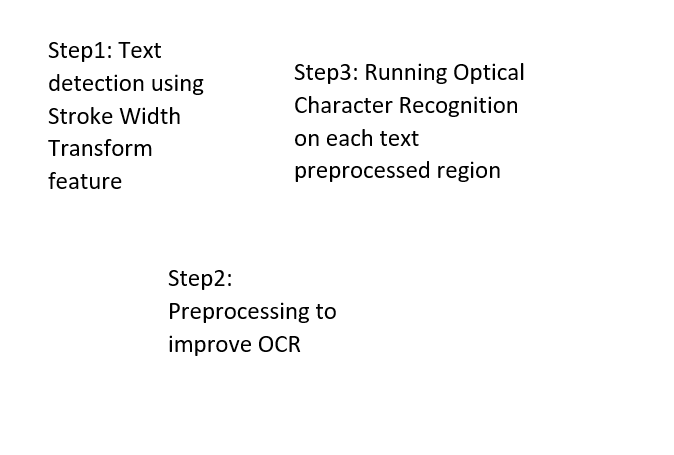 Step1: Text
detection using
Stroke Width
Transform
feature
Step3: Running Optical
Character Recognition
on each text
preprocessed region
Step2:
Preprocessing to
improve OCR